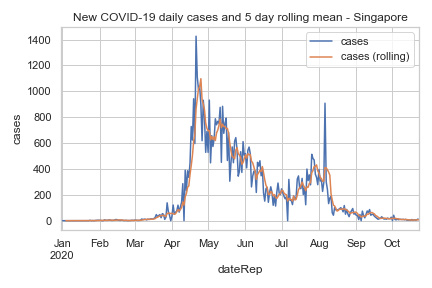 New COVID-19 daily cases and 5 day rolling mean - Singapore
cases
cases (rolling)
1400
1200
1000
800
600
400
200
0
cases
Jan Feb Mar Apr May Jun Jul Aug Sep Oct
2020
dateRep